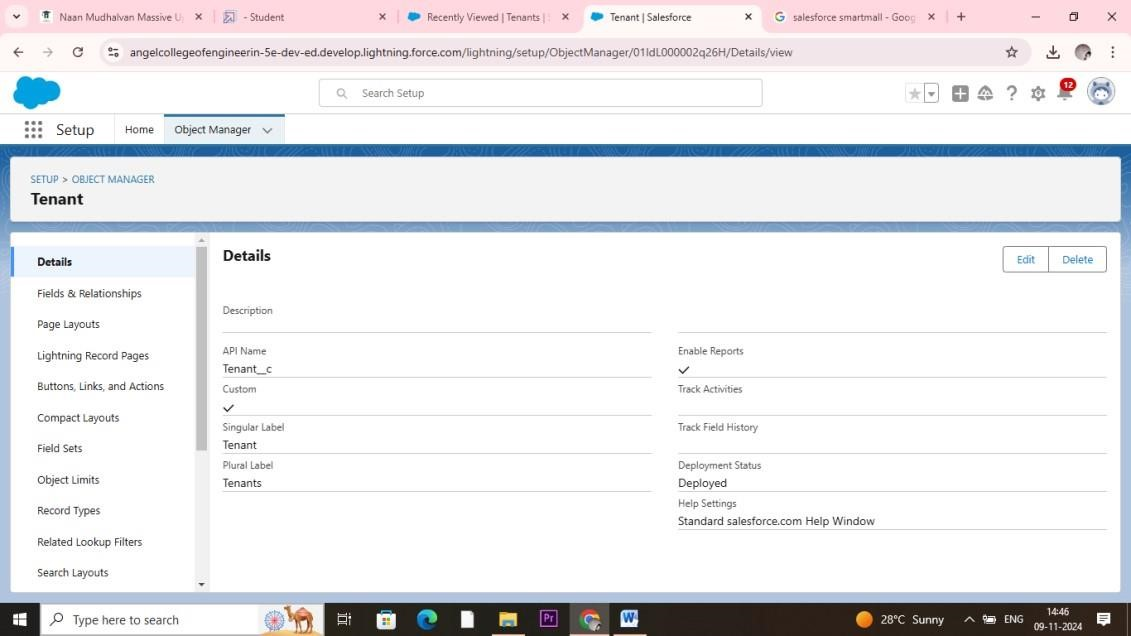 Naan Mudhalvan Massive U
- Student
Recently Viewed | Tenants |
Tenant | Salesforce
salesforce smartmall - Goog
angelcollegeofengineerin-5e-dev-ed.develop.lightning.force.com/lightning/setup/ObjectManager/01IdL000002q26H/Details/view
Search Setup
12
Setup
Home
Object Manager
SETUP > OBJECT MANAGER
Tenant
Details
Fields & Relationships
Page Layouts
Lightning Record Pages
Buttons, Links, and Actions
Compact Layouts
Field Sets
Object Limits
Record Types
Related Lookup Filters
Search Layouts
Details
Edit
Delete
Description
API Name
Tenant__c
Custom
Singular Label
Tenant
Plural Label
Tenants
Enable Reports
Track Activities
Track Field History
Deployment Status
Deployed
Help Settings
Standard salesforce.com Help Window
Type here to search
Pr
W
28°C Sunny
ENG
14:46
09-11-2024